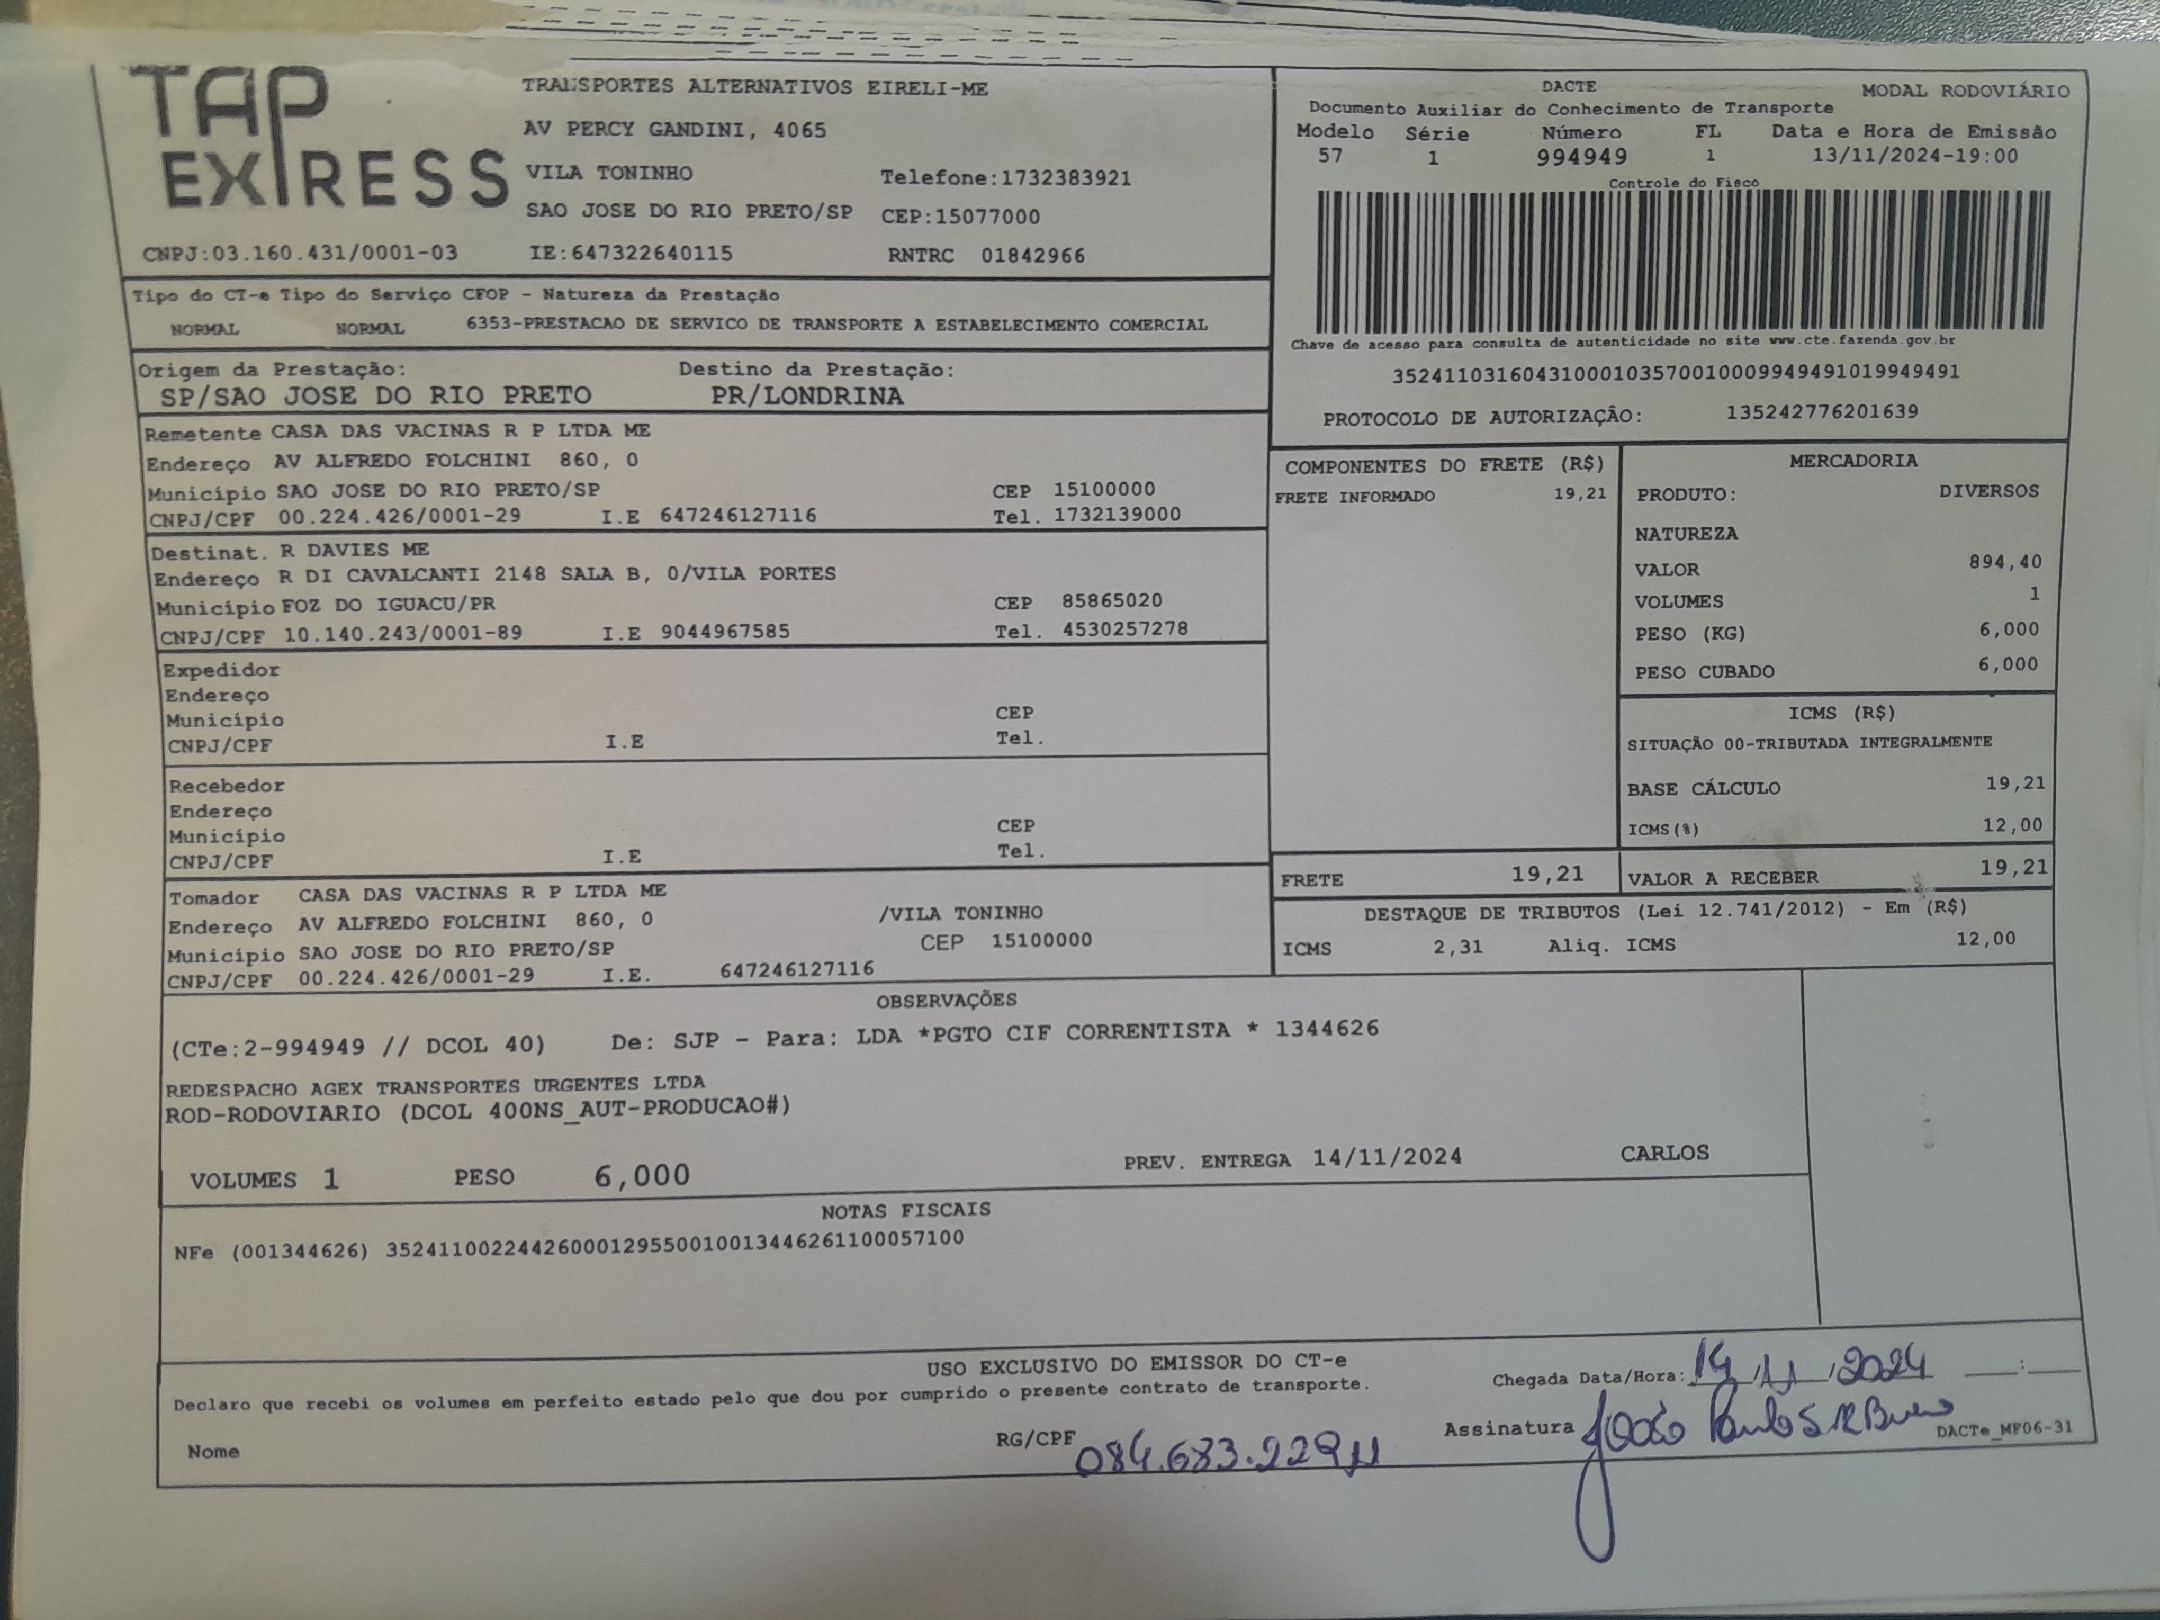 TAP EXPRESS
TRANSPORTES ALTERNATIVOS EIRELI-ME
AV PERCY GANDINI, 4065
VILA TONINHO Telefone:1732383921
SAO JOSE DO RIO PRETO/SP CEP:15077000
CNPJ:03.160.431/0001-03 IE:647322640115 RNTRC 01842966
DACTE MODAL RODOVIÁRIO
Documento Auxiliar do Conhecimento de Transporte
Modelo Série Número FL Data e Hora de Emissão
57 1 994949 1 13/11/2024-19:00
Controle do Fisco
Chave de acesso para consulta de autenticidade no site www.cte.fazenda.gov.br
35241103160431000103570010009949491019949491
PROTOCOLO DE AUTORIZAÇÃO: 135242776201639
Tipo do CT-e Tipo do Serviço CFOP - Natureza da Prestação
NORMAL NORMAL 6353-PRESTACAO DE SERVICO DE TRANSPORTE A ESTABELECIMENTO COMERCIAL
Origem da Prestação: Destino da Prestação:
SP/SAO JOSE DO RIO PRETO PR/LONDRINA
Remetente CASA DAS VACINAS R P LTDA ME
Endereço AV ALFREDO FOLCHINI 860, 0
Município SAO JOSE DO RIO PRETO/SP CEP 15100000
CNPJ/CPF 00.224.426/0001-29 I.E 647246127116 Tel. 1732139000
Destinat. R DAVIES ME
Endereço R DI CAVALCANTI 2148 SALA B, 0/VILA PORTES
Município FOZ DO IGUACU/PR CEP 85865020
CNPJ/CPF 10.140.243/0001-89 I.E 9044967585 Tel. 4530257278
Expedidor
Endereço
Município CEP
CNPJ/CPF I.E Tel.
Recebedor
Endereço
Município CEP
CNPJ/CPF I.E Tel.
Tomador CASA DAS VACINAS R P LTDA ME
Endereço AV ALFREDO FOLCHINI 860, 0 /VILA TONINHO
Município SAO JOSE DO RIO PRETO/SP CEP 15100000
CNPJ/CPF 00.224.426/0001-29 I.E. 647246127116
COMPONENTES DO FRETE (R$)
FRETE INFORMADO 19,21
MERCADORIA
PRODUTO: DIVERSOS
NATUREZA
VALOR 894,40
VOLUMES 1
PESO (KG) 6,000
PESO CUBADO 6,000
ICMS (R$)
SITUAÇÃO 00-TRIBUTADA INTEGRALMENTE
BASE CÁLCULO 19,21
ICMS(%) 12,00
FRETE 19,21 VALOR A RECEBER 19,21
DESTAQUE DE TRIBUTOS (Lei 12.741/2012) - Em (R$)
ICMS 2,31 Aliq. ICMS 12,00
OBSERVAÇÕES
(CTe:2-994949 // DCOL 40) De: SJP - Para: LDA *PGTO CIF CORRENTISTA * 1344626
REDESPACHO AGEX TRANSPORTES URGENTES LTDA
ROD-RODOVIARIO (DCOL 400NS_AUT-PRODUCAO#)
VOLUMES 1 PESO 6,000 PREV. ENTREGA 14/11/2024 CARLOS
NOTAS FISCAIS
NFe (001344626) 35241100224426000129550010013446261100057100
USO EXCLUSIVO DO EMISSOR DO CT-e
Declaro que recebi os volumes em perfeito estado pelo que dou por cumprido o presente contrato de transporte.
Chegada Data/Hora: 14/11/2024 __:__
Nome RG/CPF 084.683.229 Assinatura João Paulo S R Bueno
DACTe_MF06-31